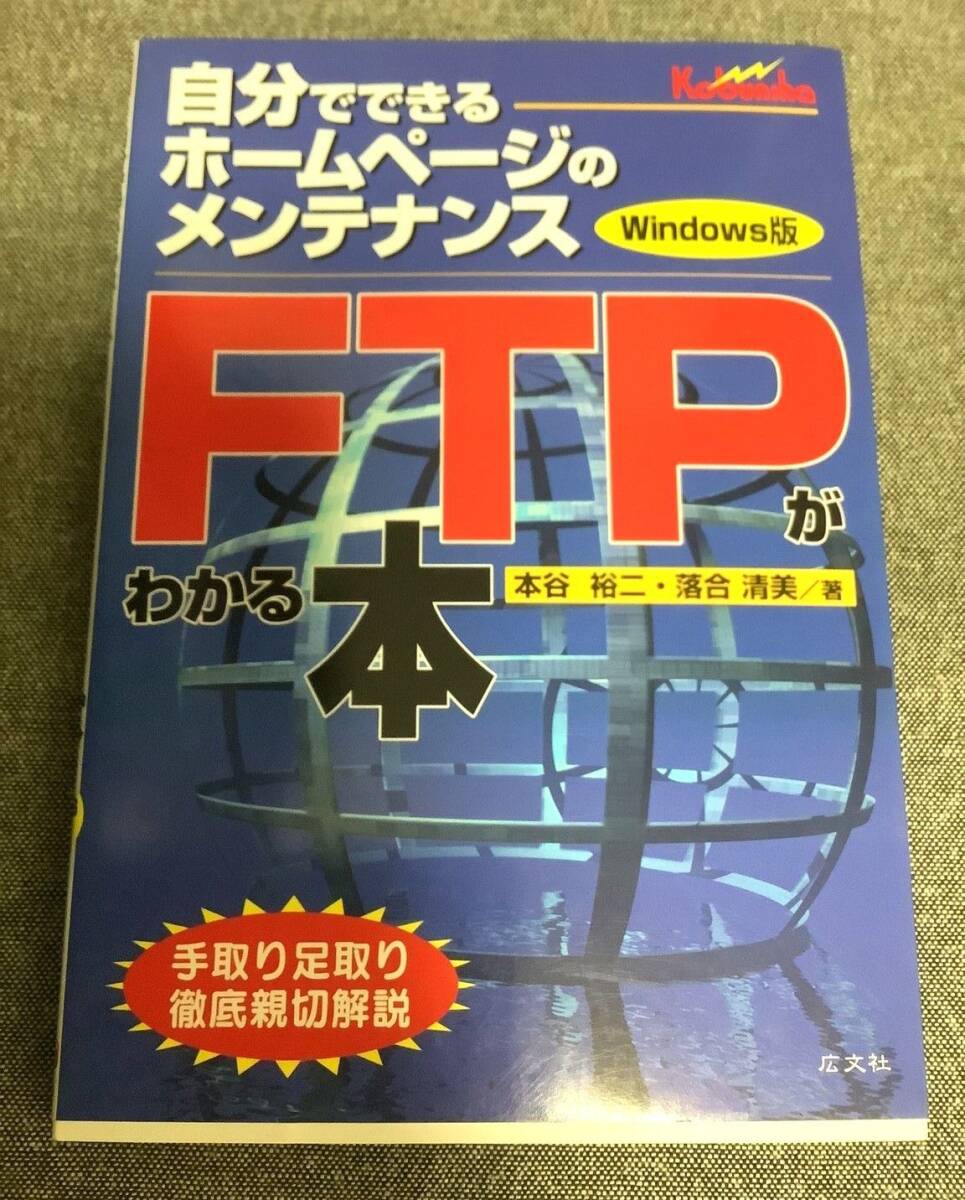 自分でできる
Kobunsha
ホームページの
メンテナンス
Windows版
FTPが
わかる本
本谷 裕二・落合 清美/著
手取り足取り
徹底親切解説
広文社